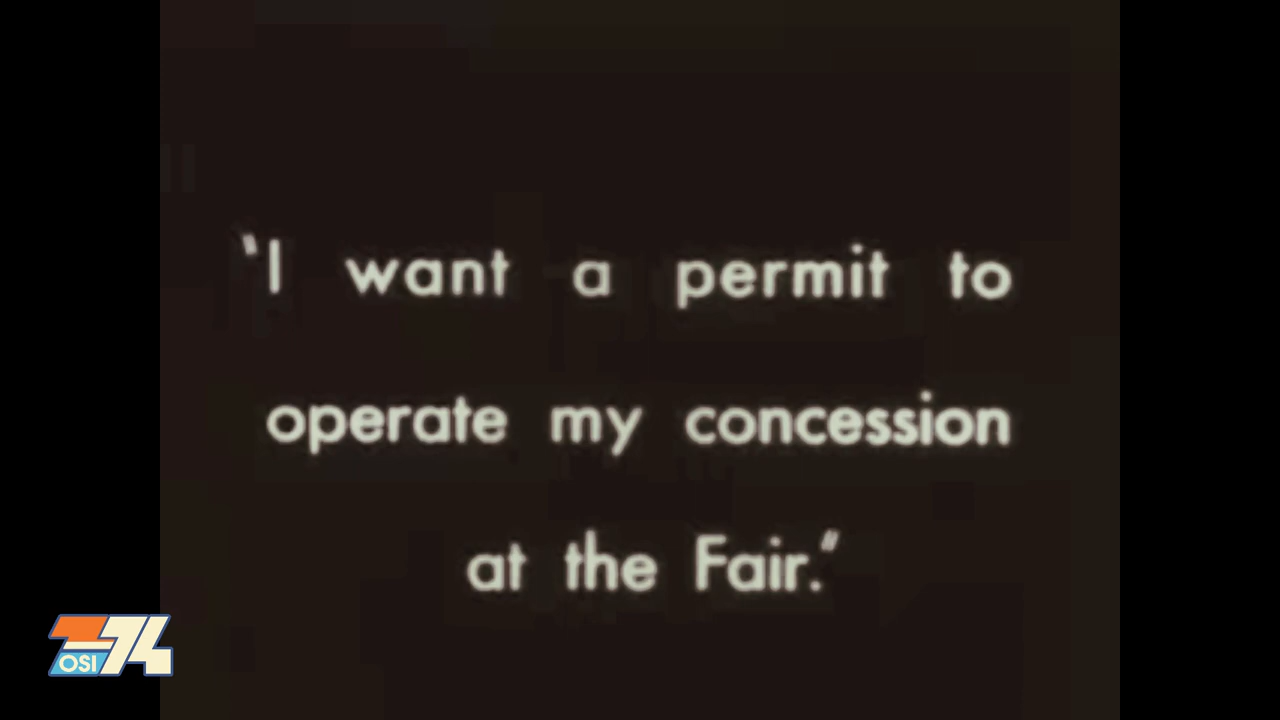 "I want a permit to
operate my concession
at the Fair."
OSI 74